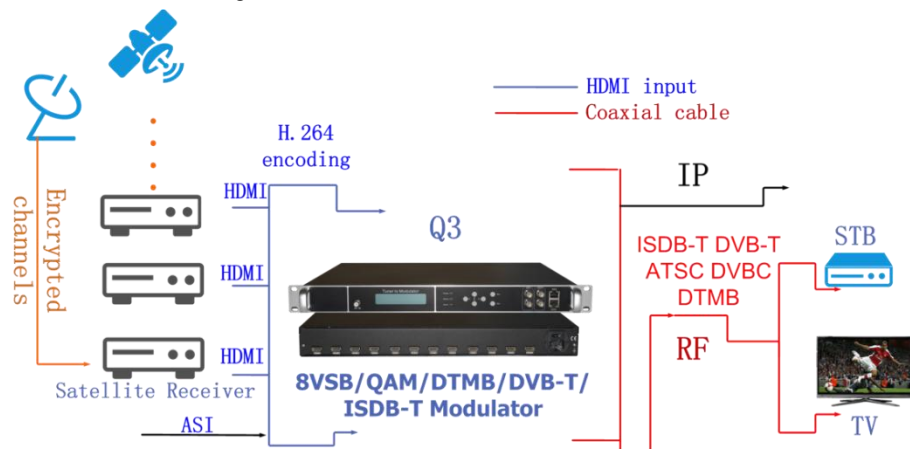 HDMI input
Coaxial cable
H.264
encoding
Encrypted
channels
HDMI
HDMI
HDMI
Satellite Receiver
ASI
Q3
8VSB/QAM/DTMB/DVB-T/
ISDB-T Modulator
IP
ISDB-T DVB-T
ATSC DVBC
DTMB
RF
STB
TV